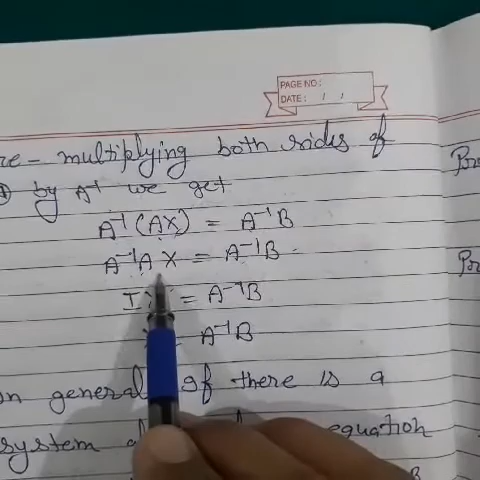 PAGE NO:
DATE: / /
re - multiplying both sides of
by A⁻¹ we get
A⁻¹(AX) = A⁻¹B
A⁻¹A X = A⁻¹B
I = A⁻¹B
= A⁻¹B
n general if there is a
system equation
B